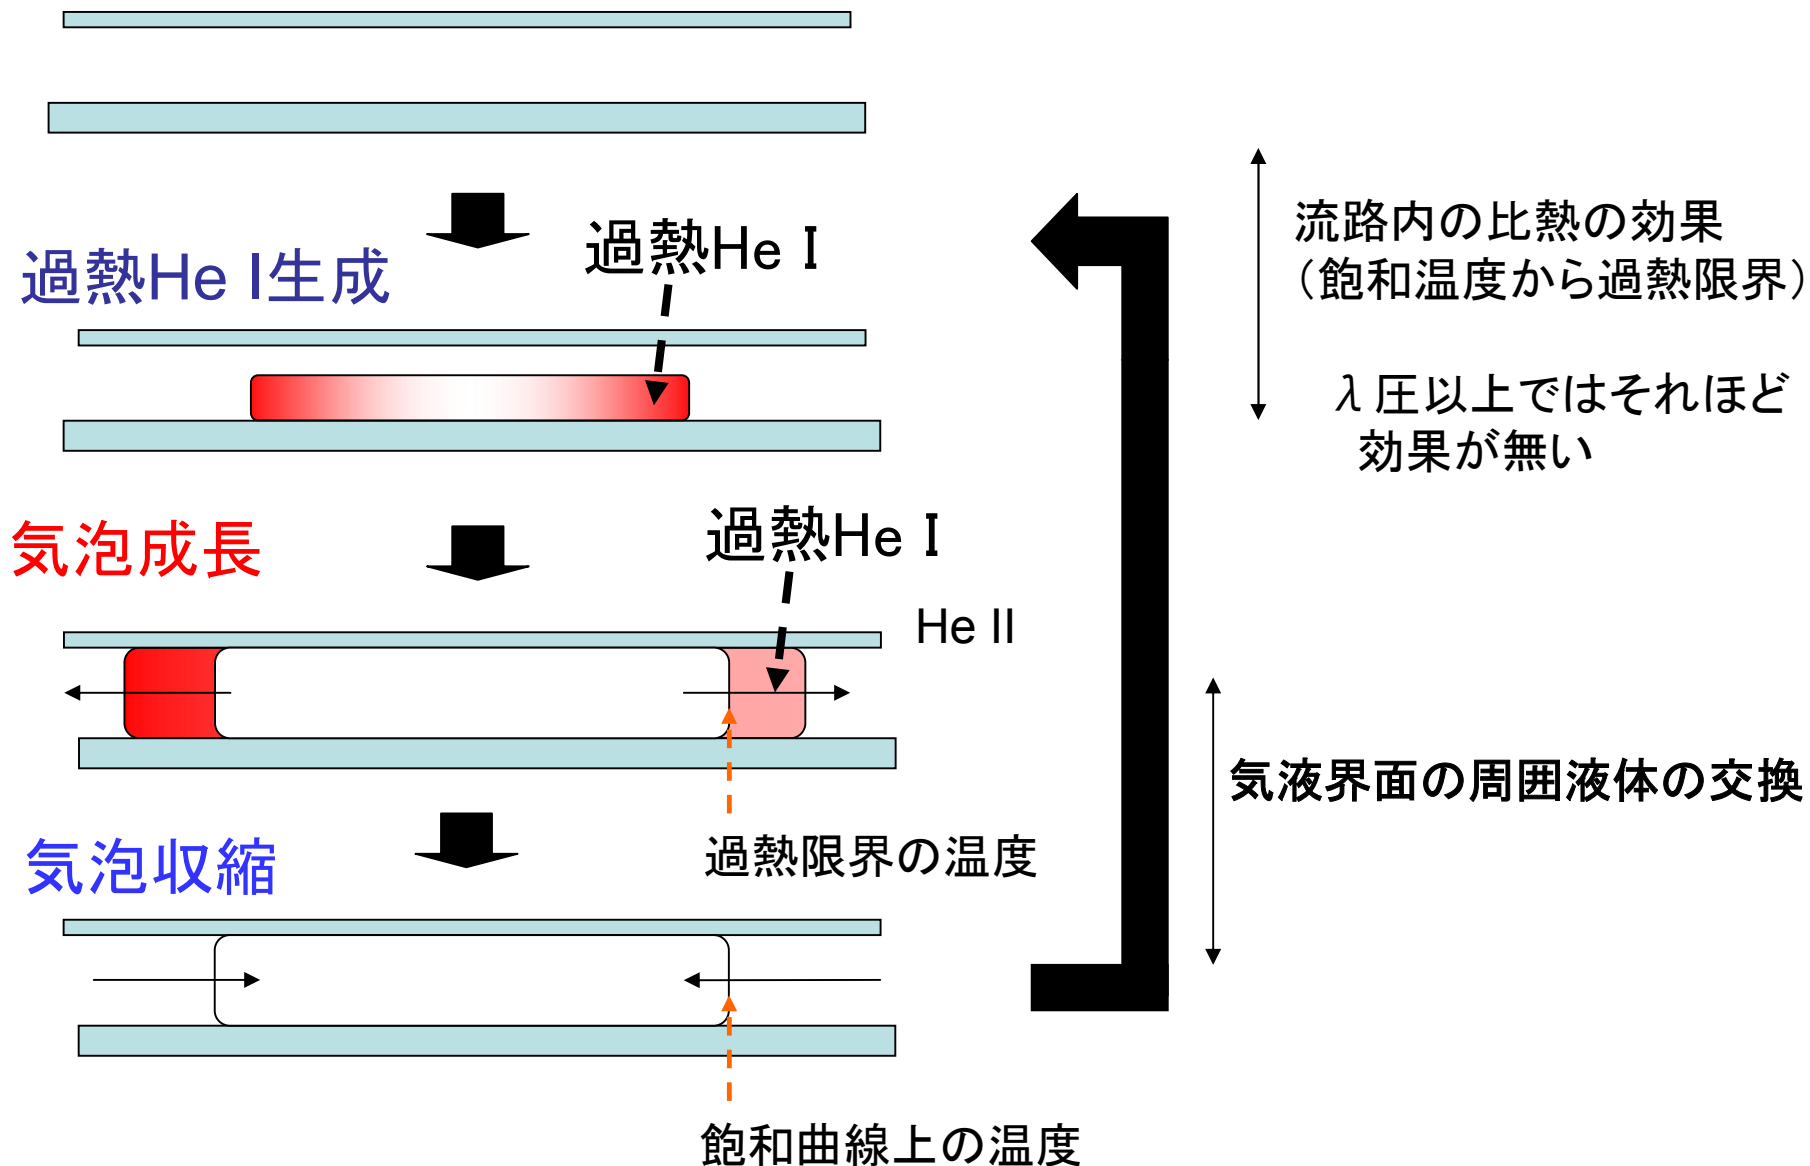 過熱He I生成
過熱He I
流路内の比熱の効果
（飽和温度から過熱限界）
λ圧以上ではそれほど
効果が無い
気泡成長
過熱He I
He II
気液界面の周囲液体の交換
過熱限界の温度
気泡収縮
飽和曲線上の温度